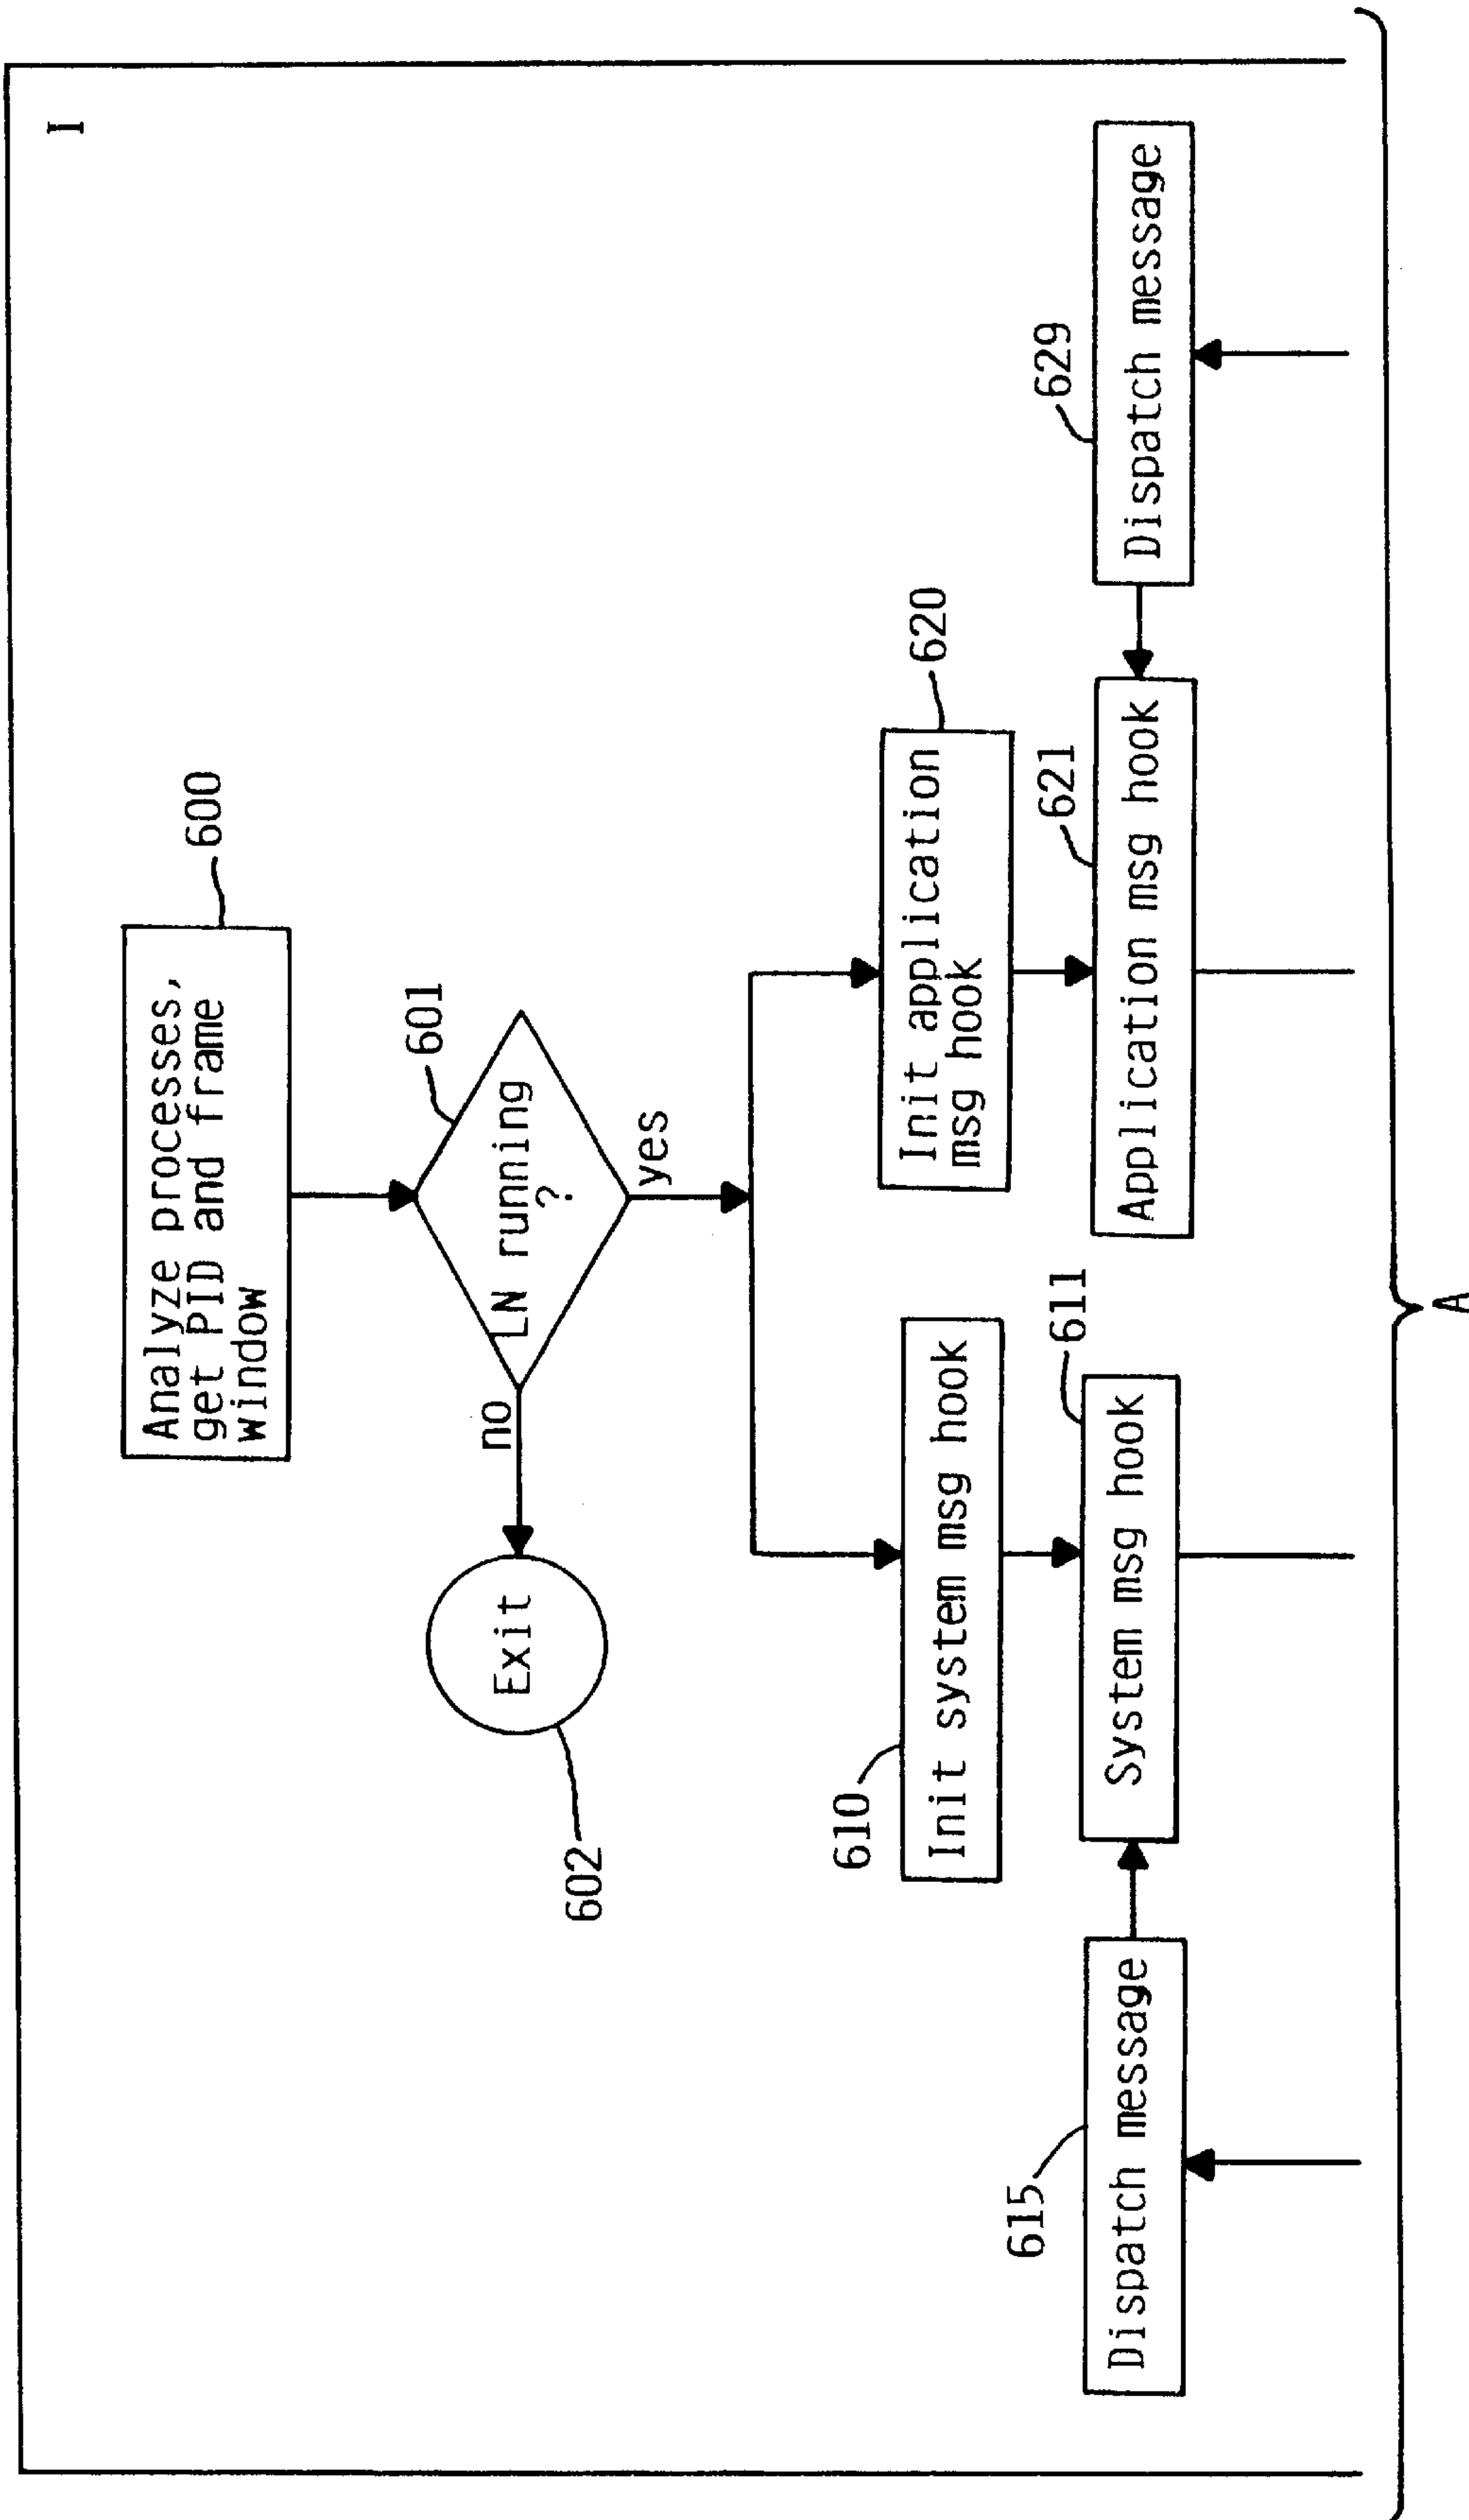 I
600
Analyze processes,
get PID and frame
window
601
LN running
?
no
yes
Exit
602
610
Init system msg hook
620
Init application
msg hook
615
Dispatch message
611
System msg hook
621
Application msg hook
629
Dispatch message
A